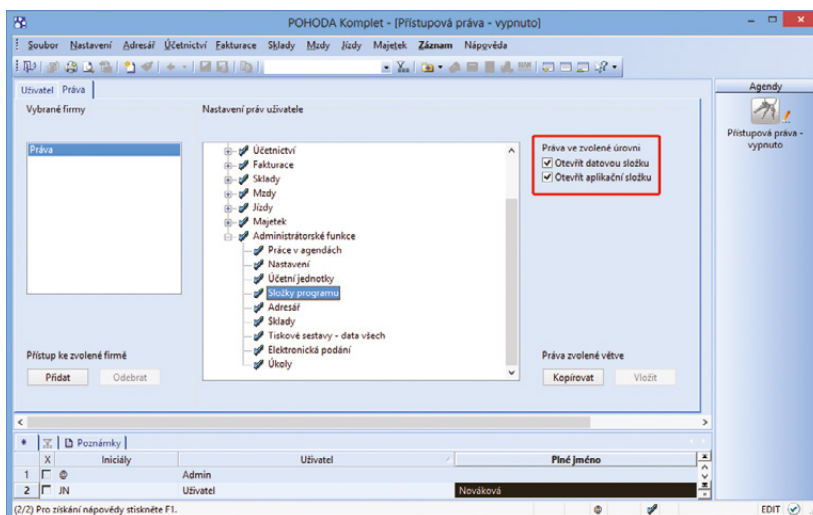 POHODA Komplet - [Přístupová práva - vypnuto]
Soubor Nastavení Adresář Účetnictví Fakturace Sklady Mzdy Jízdy Majetek Záznam Nápověda
Agendy
Přístupová práva - vypnuto
Uživatel Práva
Vybrané firmy
Nastavení práv uživatele
Práva
Účetnictví
Fakturace
Sklady
Mzdy
Jízdy
Majetek
Administrátorské funkce
Práce v agendách
Nastavení
Účetní jednotky
Složky programu
Adresář
Sklady
Tiskové sestavy - data všech
Elektronická podání
Úkoly
Práva ve zvolené úrovni
Otevřít datovou složku
Otevřít aplikační složku
Přístup ke zvolené firmě
Přidat Odebrat
Práva zvolené větve
Kopírovat Vložit
* Poznámky
X Iniciály Uživatel Plné jméno
1 @ Admin
2 JN Uživatel Nováková
(2/2) Pro získání nápovědy stiskněte F1. @ EDIT